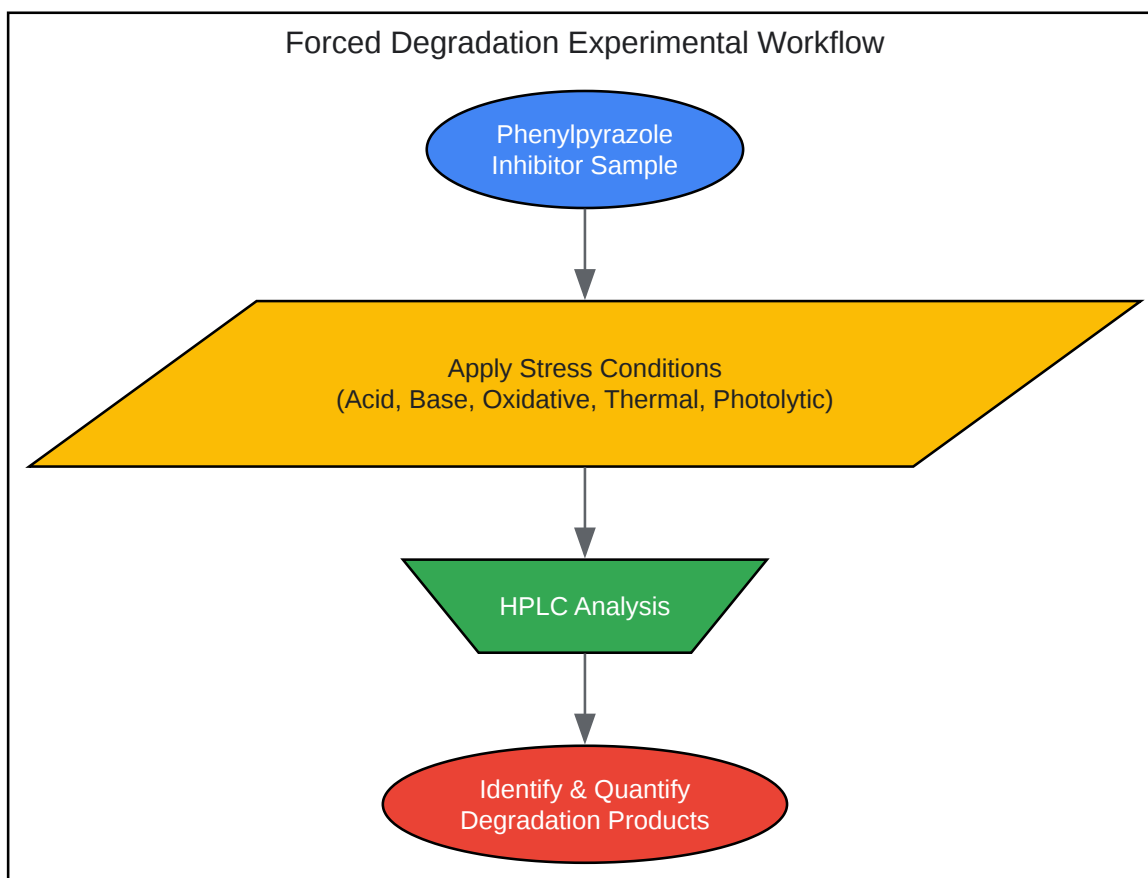 Forced Degradation Experimental Workflow
Phenylpyrazole
Inhibitor Sample
Apply Stress Conditions
(Acid, Base, Oxidative, Thermal, Photolytic)
HPLC Analysis
Identify & Quantify
Degradation Products